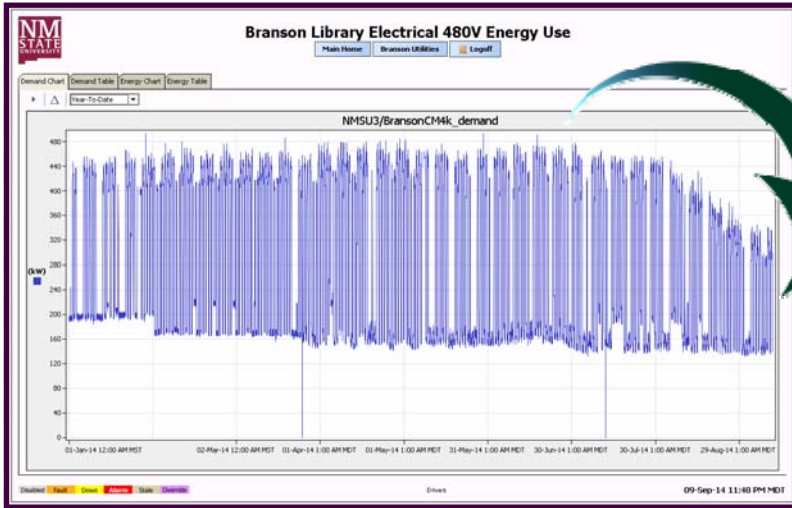 NM
STATE
UNIVERSITY
Branson Library Electrical 480V Energy Use
Main Home Branson Utilities Logoff
Demand Chart Demand Table Energy Chart Energy Table
Year-To-Date
NMSU3/BransonCM4k_demand
480
440
400
360
320
280
(kW)
240
200
160
120
80
40
0
01-Jan-14 12:00 AM MST 02-Mar-14 12:00 AM MST 01-Apr-14 1:00 AM MDT 01-May-14 1:00 AM MDT 31-May-14 1:00 AM MDT 30-Jun-14 1:00 AM MDT 30-Jul-14 1:00 AM MDT 29-Aug-14 1:00 AM MDT
Disabled Fault Down Alarm Stale Override Drivers 09-Sep-14 11:48 PM MDT